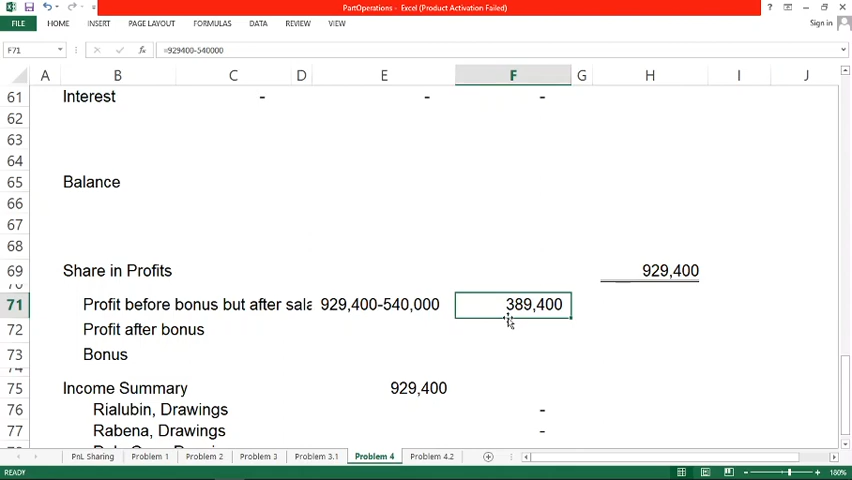 PartOperations - Excel (Product Activation Failed)
FILE HOME INSERT PAGE LAYOUT FORMULAS DATA REVIEW VIEW Sign in
F71 fx =929400-540000
A B C D E F G H I J
61 Interest - - -
62
63
64
65 Balance
66
67
68
69 Share in Profits 929,400
70
71 Profit before bonus but after sala 929,400-540,000 389,400
72 Profit after bonus
73 Bonus
74
75 Income Summary 929,400
76 Rialubin, Drawings -
77 Rabena, Drawings -
PnL Sharing Problem 1 Problem 2 Problem 3 Problem 3.1 Problem 4 Problem 4.2
READY 180%